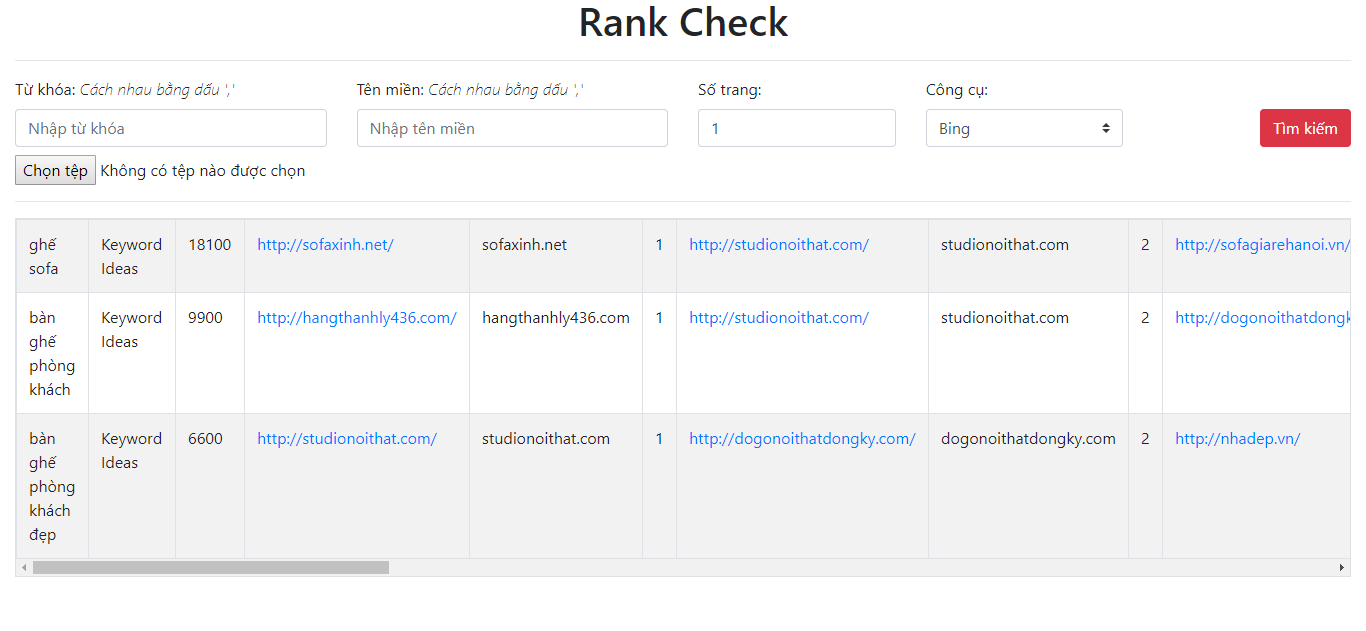 Rank Check
Từ khóa: Cách nhau bằng dấu ','
Tên miền: Cách nhau bằng dấu ','
Số trang:
Công cụ:
Nhập từ khóa
Nhập tên miền
1
Bing
Tìm kiếm
Chọn tệp Không có tệp nào được chọn
ghế
sofa
Keyword
Ideas
18100
http://sofaxinh.net/
sofaxinh.net
1
http://studionoithat.com/
studionoithat.com
2
http://sofagiarehanoi.vn/
bàn
ghế
phòng
khách
Keyword
Ideas
9900
http://hangthanhly436.com/
hangthanhly436.com
1
http://studionoithat.com/
studionoithat.com
2
http://dogonoithatdongk
bàn
ghế
phòng
khách
đẹp
Keyword
Ideas
6600
http://studionoithat.com/
studionoithat.com
1
http://dogonoithatdongky.com/
dogonoithatdongky.com
2
http://nhadep.vn/